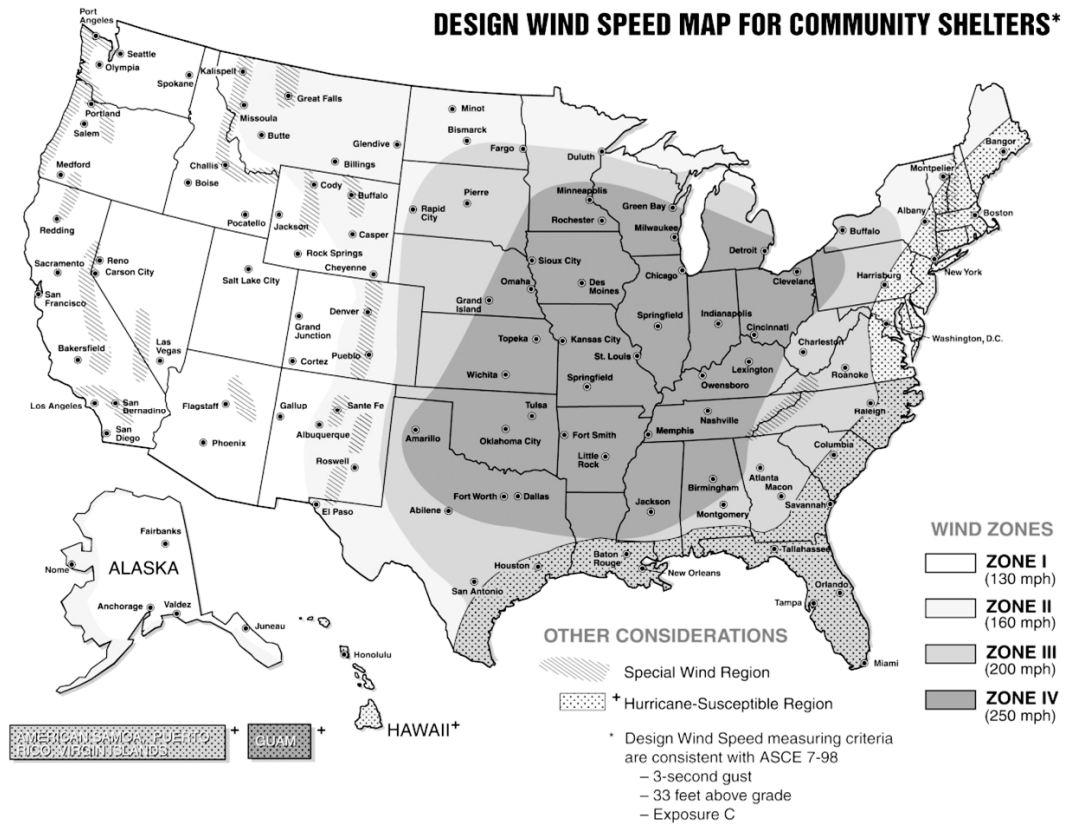 DESIGN WIND SPEED MAP FOR COMMUNITY SHELTERS*
Port
Angeles
Seattle
Olympia
Spokane
Kalispell
Great Falls
Missoula
Butte
Glendive
Billings
Portland
Salem
Medford
Challis
Boise
Pocatello
Cody
Buffalo
Jackson
Casper
Rock Springs
Cheyenne
Minot
Bismarck
Fargo
Duluth
Pierre
Rapid
City
Minneapolis
Rochester
Green Bay
Milwaukee
Detroit
Bangor
Montpelier
Albany
Boston
Buffalo
New York
Harrisburg
Cleveland
Washington, D.C.
Redding
Reno
Carson City
Sacramento
San
Francisco
Salt Lake City
Bakersfield
Las
Vegas
Los Angeles
San
Bernadino
San
Diego
Flagstaff
Phoenix
Grand
Junction
Denver
Cortez
Pueblo
Gallup
Sante Fe
Albuquerque
Roswell
El Paso
Sioux City
Omaha
Des
Moines
Grand
Island
Chicago
Topeka
Kansas City
Springfield
St. Louis
Indianapolis
Cincinnati
Charleston
Wichita
Springfield
Lexington
Owensboro
Roanoke
Raleigh
Tulsa
Oklahoma City
Amarillo
Fort Smith
Little
Rock
Nashville
Memphis
Columbia
Atlanta
Macon
Savannah
Birmingham
Montgomery
Jackson
Fort Worth
Dallas
Abilene
Baton
Rouge
Houston
San Antonio
New Orleans
Tallahassee
Orlando
Tampa
Miami
Fairbanks
Nome
ALASKA
Anchorage
Valdez
Juneau
Honolulu
HAWAII+
AMERICAN SAMOA, PUERTO
RICO, VIRGIN ISLANDS
+
GUAM
+
OTHER CONSIDERATIONS
Special Wind Region
+ Hurricane-Susceptible Region
* Design Wind Speed measuring criteria
are consistent with ASCE 7-98
– 3-second gust
– 33 feet above grade
– Exposure C
WIND ZONES
ZONE I
(130 mph)
ZONE II
(160 mph)
ZONE III
(200 mph)
ZONE IV
(250 mph)